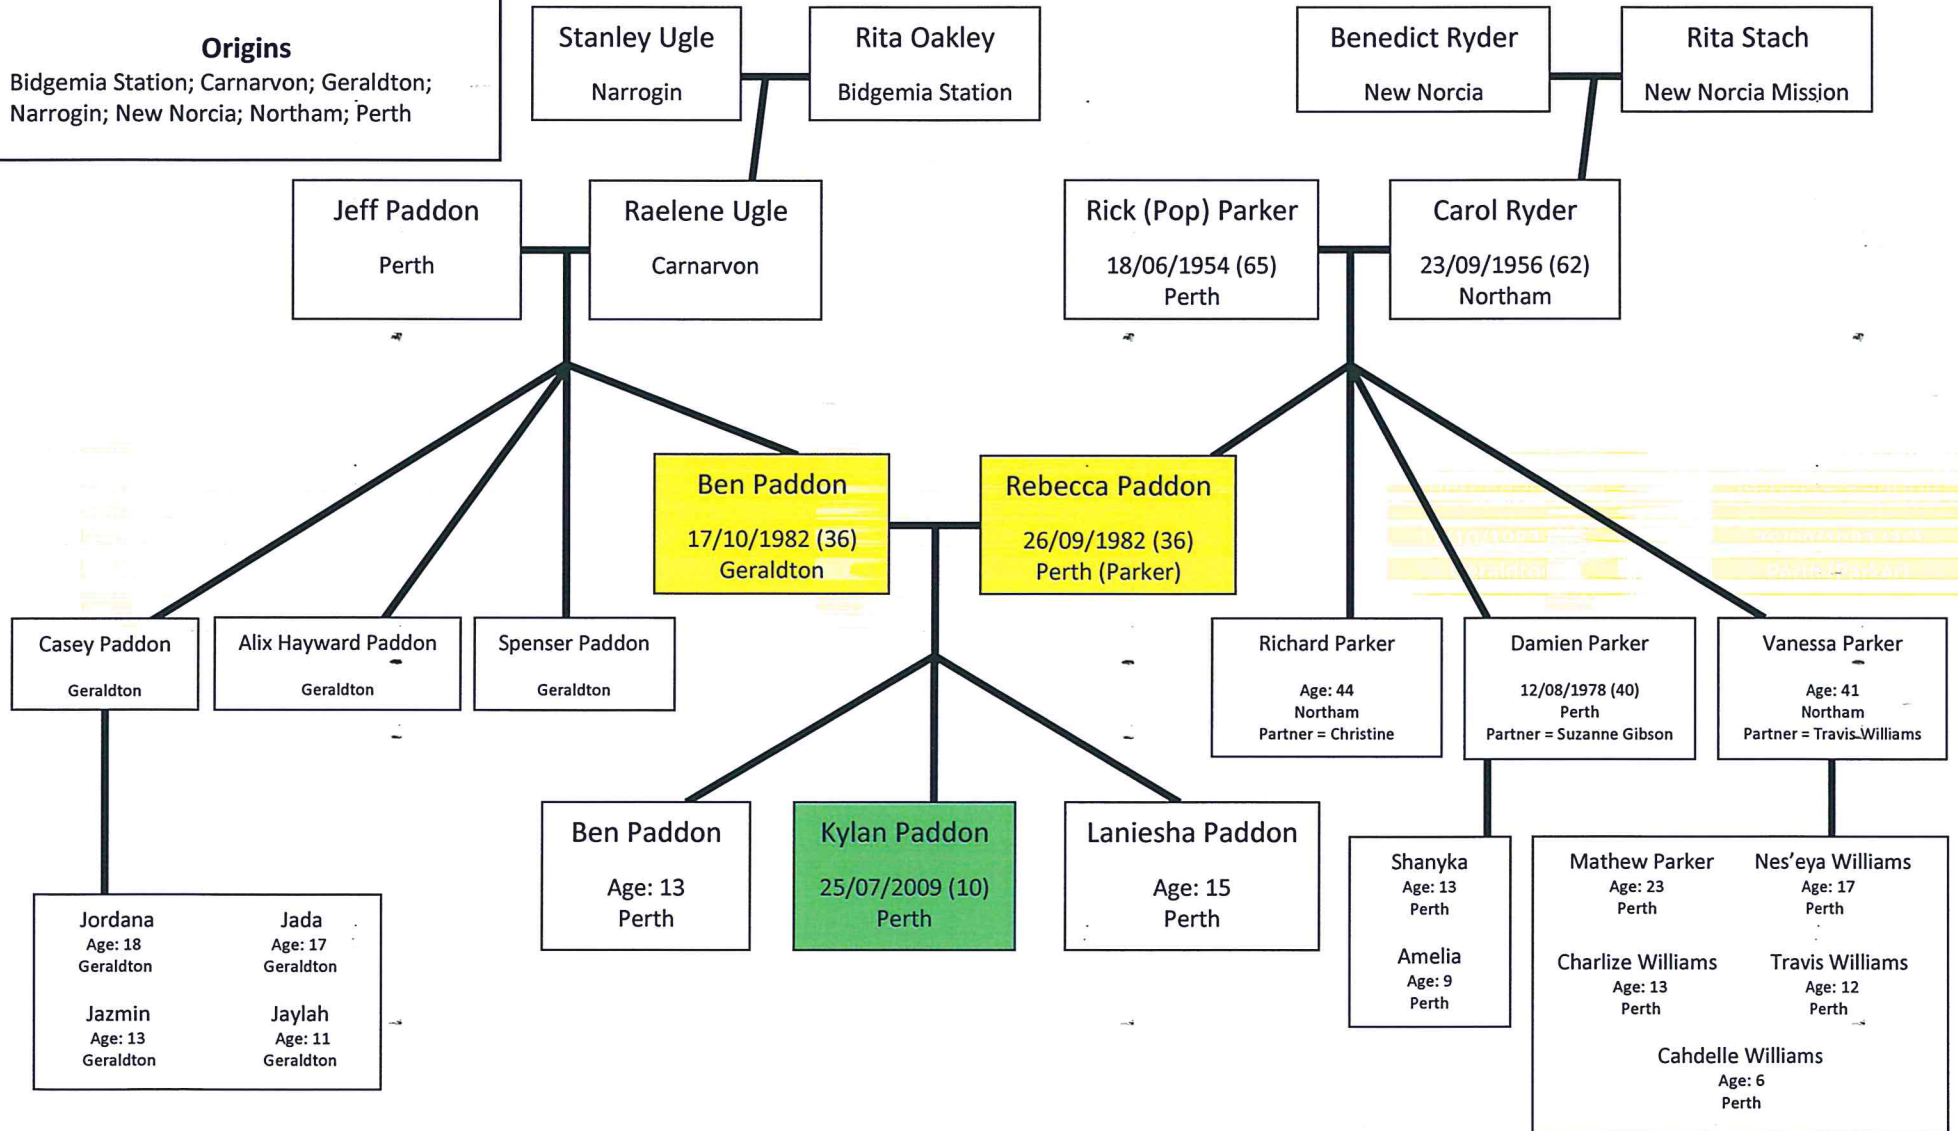 Origins
Bidgemia Station; Carnarvon; Geraldton;
Narrogin; New Norcia; Northam; Perth
Stanley Ugle
Narrogin
Rita Oakley
Bidgemia Station
Benedict Ryder
New Norcia
Rita Stach
New Norcia Mission
Jeff Paddon
Perth
Raelene Ugle
Carnarvon
Rick (Pop) Parker
18/06/1954 (65)
Perth
Carol Ryder
23/09/1956 (62)
Northam
Ben Paddon
17/10/1982 (36)
Geraldton
Rebecca Paddon
26/09/1982 (36)
Perth (Parker)
Casey Paddon
Geraldton
Alix Hayward Paddon
Geraldton
Spenser Paddon
Geraldton
Richard Parker
Age: 44
Northam
Partner = Christine
Damien Parker
12/08/1978 (40)
Perth
Partner = Suzanne Gibson
Vanessa Parker
Age: 41
Northam
Partner = Travis Williams
Ben Paddon
Age: 13
Perth
Kylan Paddon
25/07/2009 (10)
Perth
Laniesha Paddon
Age: 15
Perth
Jordana
Age: 18
Geraldton
Jada
Age: 17
Geraldton
Jazmin
Age: 13
Geraldton
Jaylah
Age: 11
Geraldton
Shanyka
Age: 13
Perth
Amelia
Age: 9
Perth
Mathew Parker
Age: 23
Perth
Nes'eya Williams
Age: 17
Perth
Charlize Williams
Age: 13
Perth
Travis Williams
Age: 12
Perth
Cahdelle Williams
Age: 6
Perth